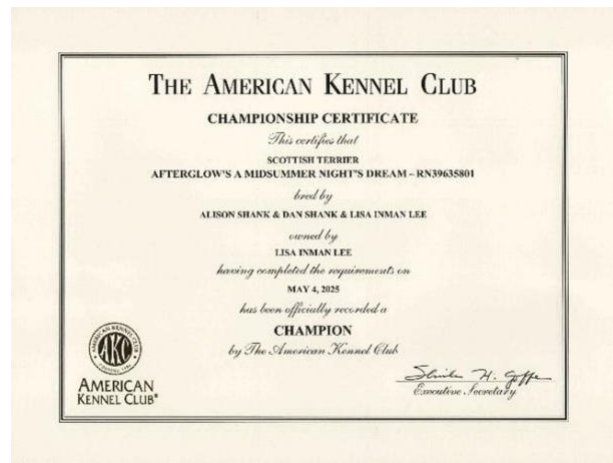 THE AMERICAN KENNEL CLUB
CHAMPIONSHIP CERTIFICATE
This certifies that
SCOTTISH TERRIER
AFTERGLOW'S A MIDSUMMER NIGHT'S DREAM – RN39635801
bred by
ALISON SHANK & DAN SHANK & LISA INMAN LEE
owned by
LISA INMAN LEE
having completed the requirements on
MAY 4, 2025
has been officially recorded a
CHAMPION
by The American Kennel Club
AKC
AMERICAN
KENNEL CLUB®
Executive Secretary